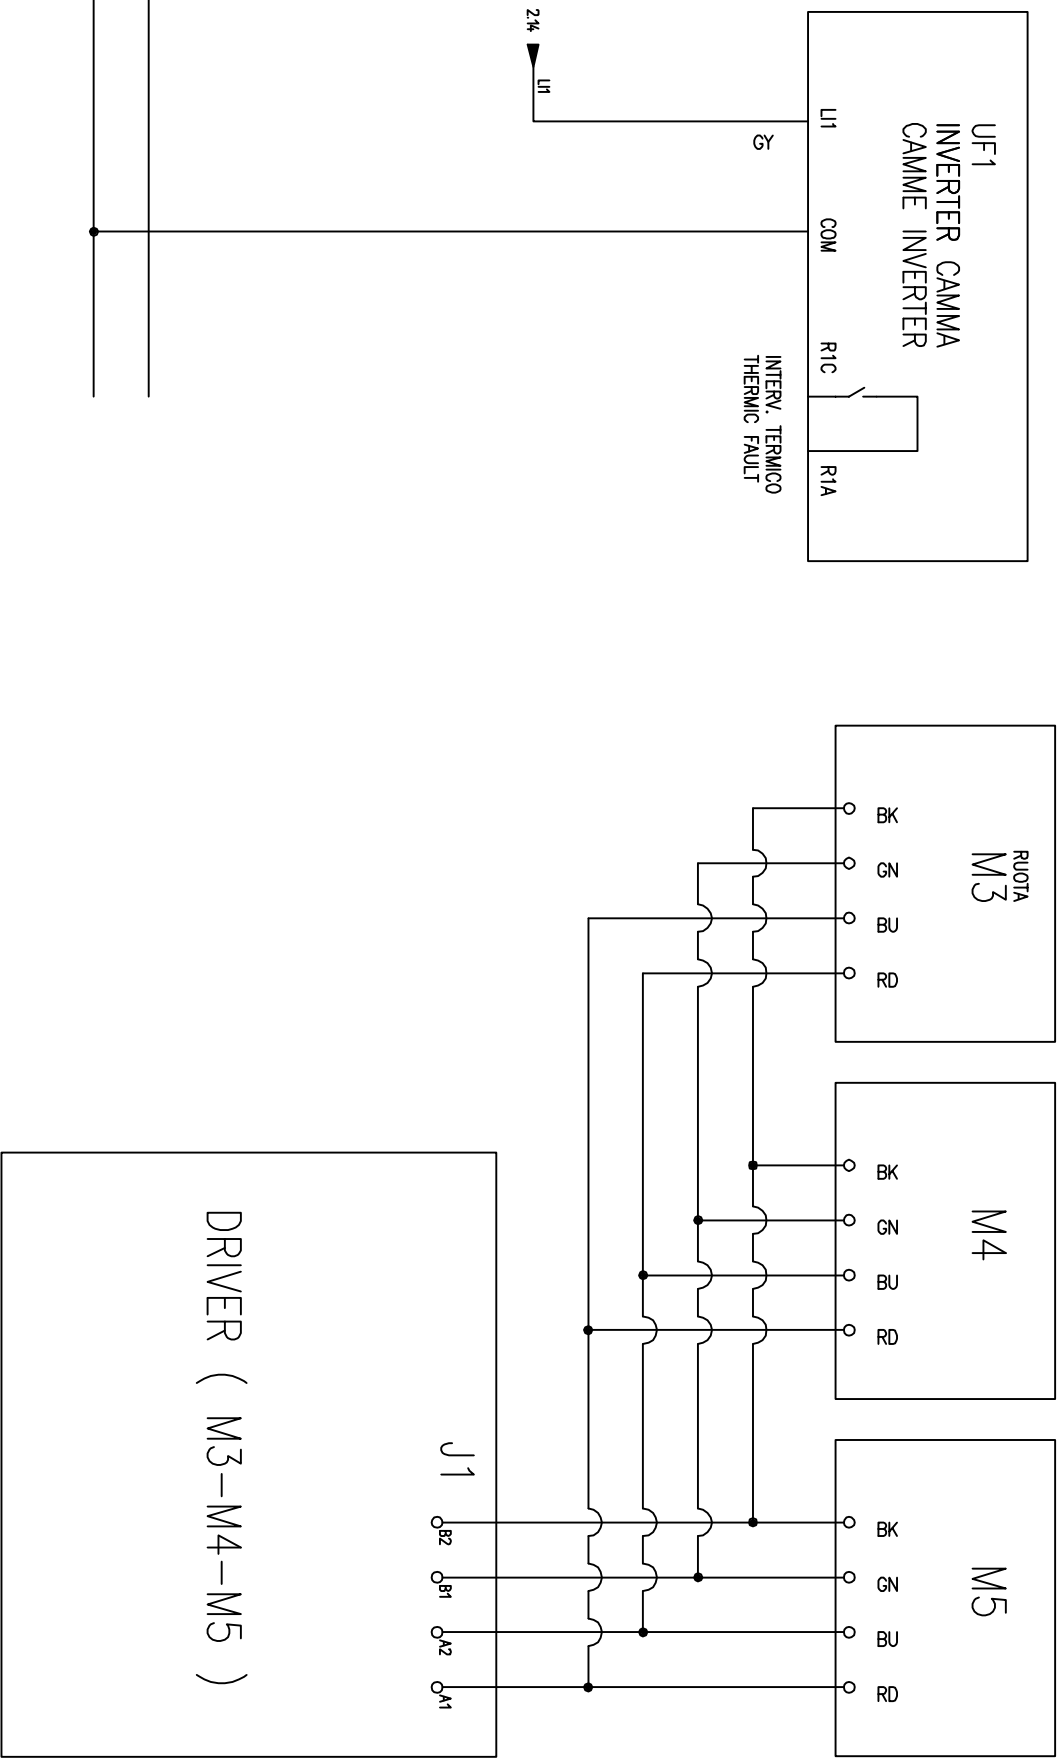 2.14
LI1
GY
UF1
INVERTER CAMMA
CAMME INVERTER
LI1
COM
R1C
R1A
INTERV. TERMICO
THERMIC FAULT
RUOTA
M3
BK
GN
BU
RD
M4
BK
GN
BU
RD
M5
BK
GN
BU
RD
J1
B2
B1
A2
A1
DRIVER ( M3-M4-M5 )